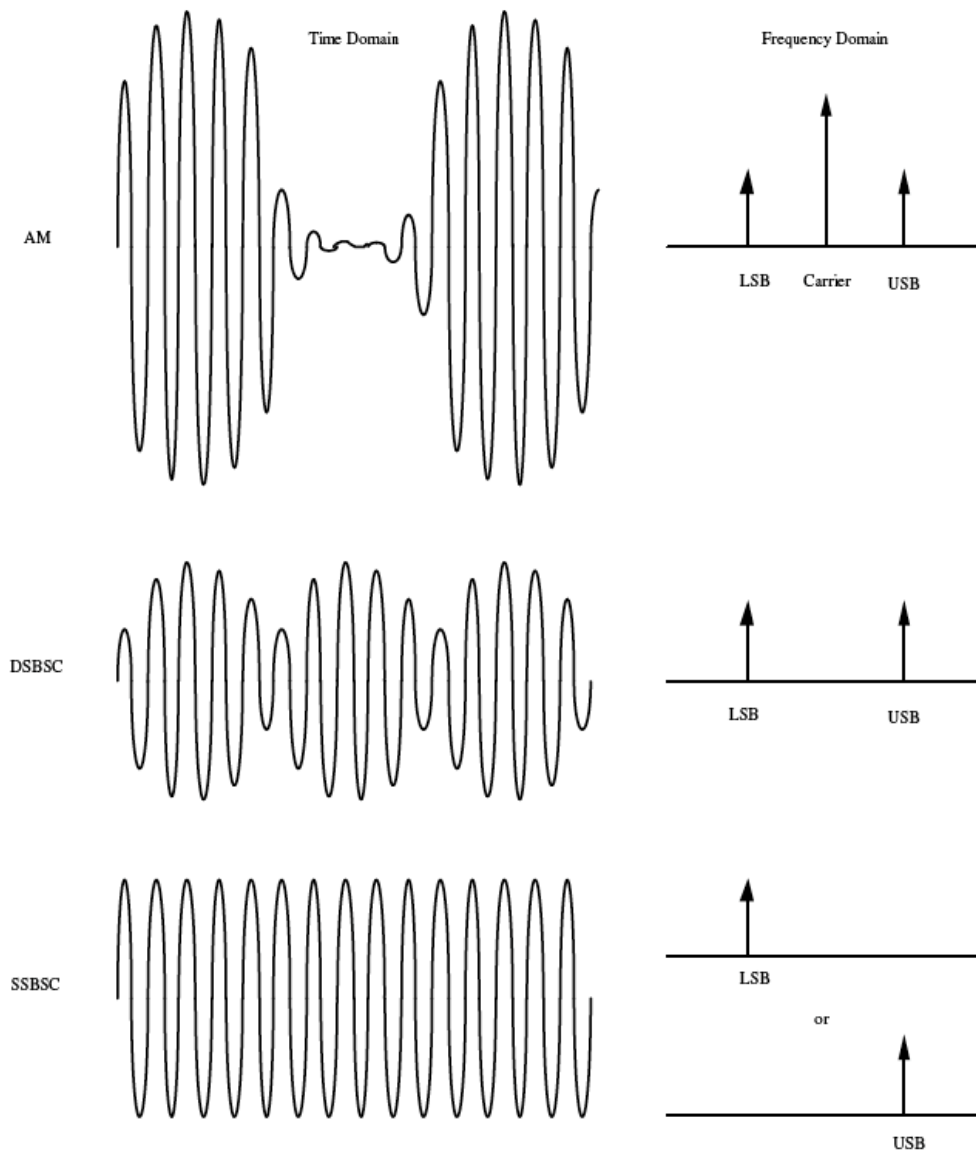 Time Domain
Frequency Domain
AM
LSB Carrier USB
DSBSC
LSB USB
SSBSC
LSB
or
USB